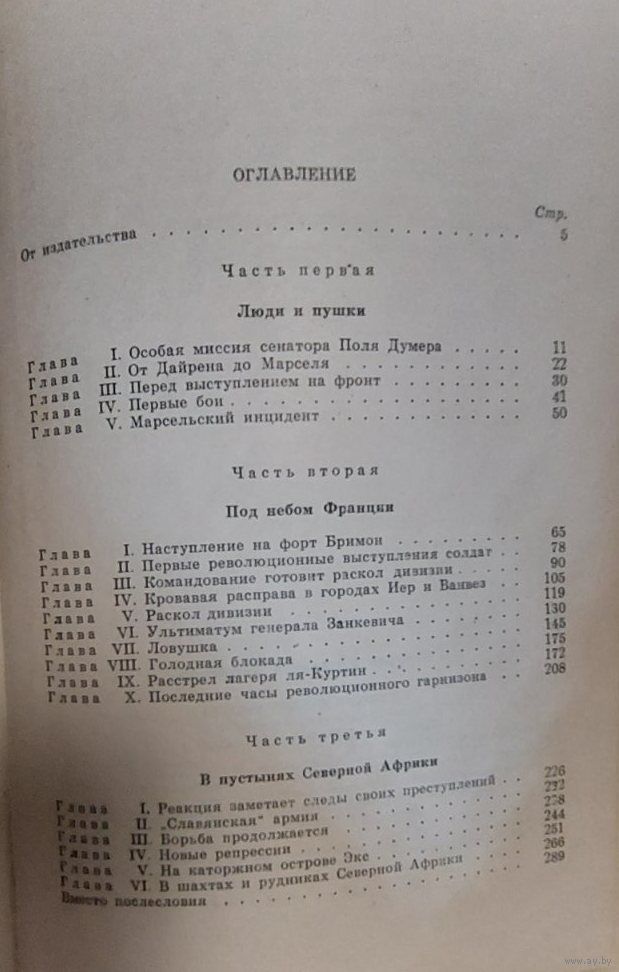 ОГЛАВЛЕНИЕ
Стр.
От издательства . . . . . . . . . . . . . . . . . . . . . . . 5
Часть первая
Люди и пушки
Глава I. Особая миссия сенатора Поля Думера . . . . . 11
Глава II. От Дайрена до Марселя . . . . . . . . . . . 22
Глава III. Перед выступлением на фронт . . . . . . . . 30
Глава IV. Первые бои . . . . . . . . . . . . . . . . . 41
Глава V. Марсельский инцидент . . . . . . . . . . . . 50
Часть вторая
Под небом Франции
Глава I. Наступление на форт Бримон . . . . . . . . . 65
Глава II. Первые революционные выступления солдат . . 78
Глава III. Командование готовит раскол дивизии . . . . 90
Глава IV. Кровавая расправа в городах Иер и Ванвез . . 105
Глава V. Раскол дивизии . . . . . . . . . . . . . . . 119
Глава VI. Ультиматум генерала Занкевича . . . . . . . 130
Глава VII. Ловушка . . . . . . . . . . . . . . . . . . 145
Глава VIII. Голодная блокада . . . . . . . . . . . . . 175
Глава IX. Расстрел лагеря ля-Куртин . . . . . . . . . 172
Глава X. Последние часы революционного гарнизона . . 208
Часть третья
В пустынях Северной Африки
Глава I. Реакция заметает следы своих преступлений . . 226
Глава II. „Славянская" армия . . . . . . . . . . . . . 232
Глава III. Борьба продолжается . . . . . . . . . . . . 238
Глава IV. Новые репрессии . . . . . . . . . . . . . . 244
Глава V. На каторжном острове Экс . . . . . . . . . . 251
Глава VI. В шахтах и рудниках Северной Африки . . . . 266
Вместо послесловия . . . . . . . . . . . . . . . . . . 289
www.ay.by